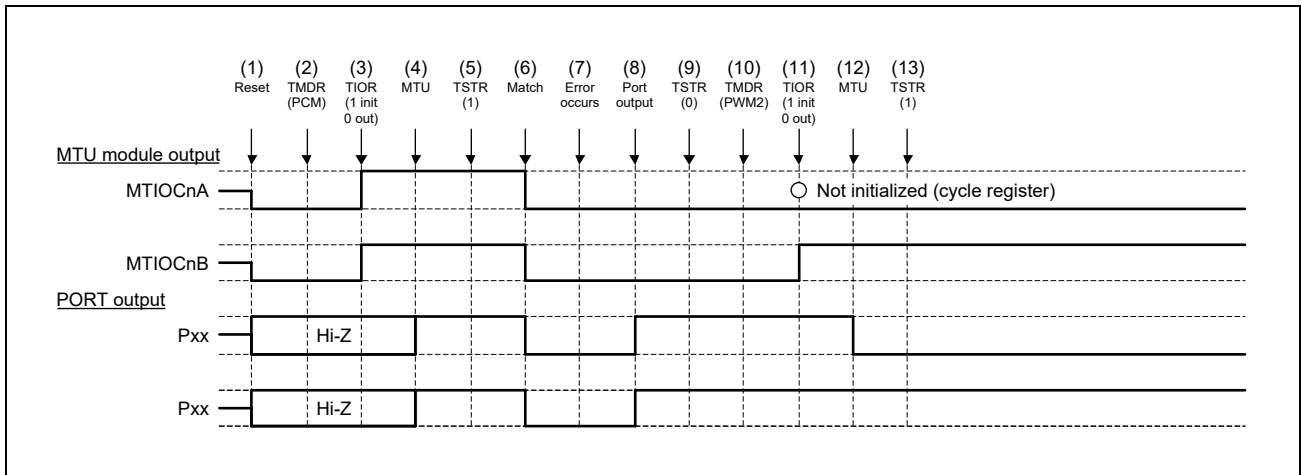 (1) (2) (3) (4) (5) (6) (7) (8) (9) (10) (11) (12) (13)
Reset TMDR TIOR MTU TSTR Match Error Port TSTR TMDR TIOR MTU TSTR
(PCM) (1 init (1) occurs output (0) (PWM2) (1 init (1)
0 out) 0 out)
MTU module output
MTIOCnA Not initialized (cycle register)
MTIOCnB
PORT output
Pxx Hi-Z
Pxx Hi-Z